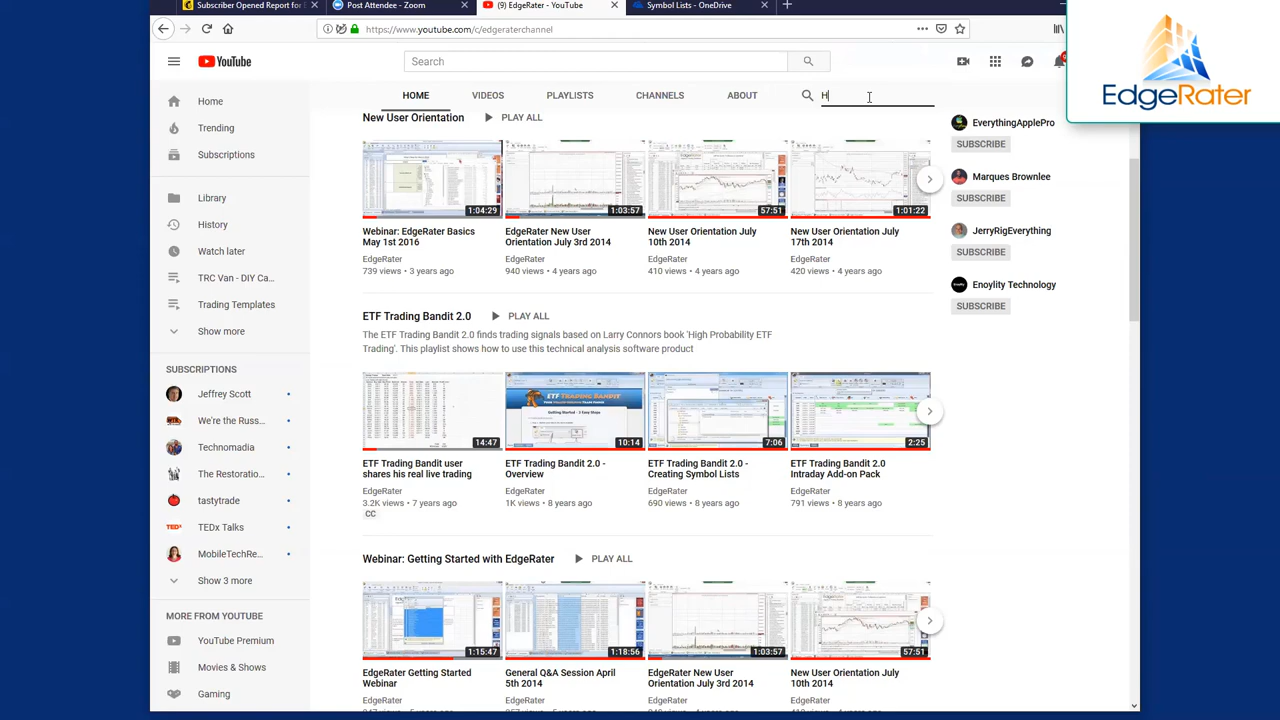 Subscriber Opened Report for E
Post Attendee - Zoom
(9) EdgeRater - YouTube
Symbol Lists - OneDrive
https://www.youtube.com/c/edgeraterchannel
YouTube
Search
EdgeRater
HOME
VIDEOS
PLAYLISTS
CHANNELS
ABOUT
H
Home
Trending
Subscriptions
Library
History
Watch later
TRC Van - DIY Ca...
Trading Templates
Show more
SUBSCRIPTIONS
Jeffrey Scott
We're the Russ...
Technomadia
The Restoratio...
tastytrade
TEDx Talks
MobileTechRe...
Show 3 more
MORE FROM YOUTUBE
YouTube Premium
Movies & Shows
Gaming
New User Orientation
PLAY ALL
1:04:29
1:03:57
57:51
1:01:22
Webinar: EdgeRater Basics
May 1st 2016
EdgeRater
739 views • 3 years ago
EdgeRater New User
Orientation July 3rd 2014
EdgeRater
940 views • 4 years ago
New User Orientation July
10th 2014
EdgeRater
410 views • 4 years ago
New User Orientation July
17th 2014
EdgeRater
420 views • 4 years ago
ETF Trading Bandit 2.0
PLAY ALL
The ETF Trading Bandit 2.0 finds trading signals based on Larry Connors book 'High Probability ETF
Trading'. This playlist shows how to use this technical analysis software product
ETF TRADING BANDIT
Getting Started - 3 Easy Steps
14:47
10:14
7:06
2:25
ETF Trading Bandit user
shares his real live trading
EdgeRater
3.2K views • 7 years ago
CC
ETF Trading Bandit 2.0 -
Overview
EdgeRater
1K views • 8 years ago
ETF Trading Bandit 2.0 -
Creating Symbol Lists
EdgeRater
690 views • 8 years ago
ETF Trading Bandit 2.0
Intraday Add-on Pack
EdgeRater
791 views • 8 years ago
Webinar: Getting Started with EdgeRater
PLAY ALL
1:15:47
1:18:56
1:03:57
57:51
EdgeRater Getting Started
Webinar
EdgeRater
General Q&A Session April
5th 2014
EdgeRater
EdgeRater New User
Orientation July 3rd 2014
EdgeRater
New User Orientation July
10th 2014
EdgeRater
EverythingApplePro
SUBSCRIBE
Marques Brownlee
SUBSCRIBE
JerryRigEverything
SUBSCRIBE
Enoylity Technology
SUBSCRIBE